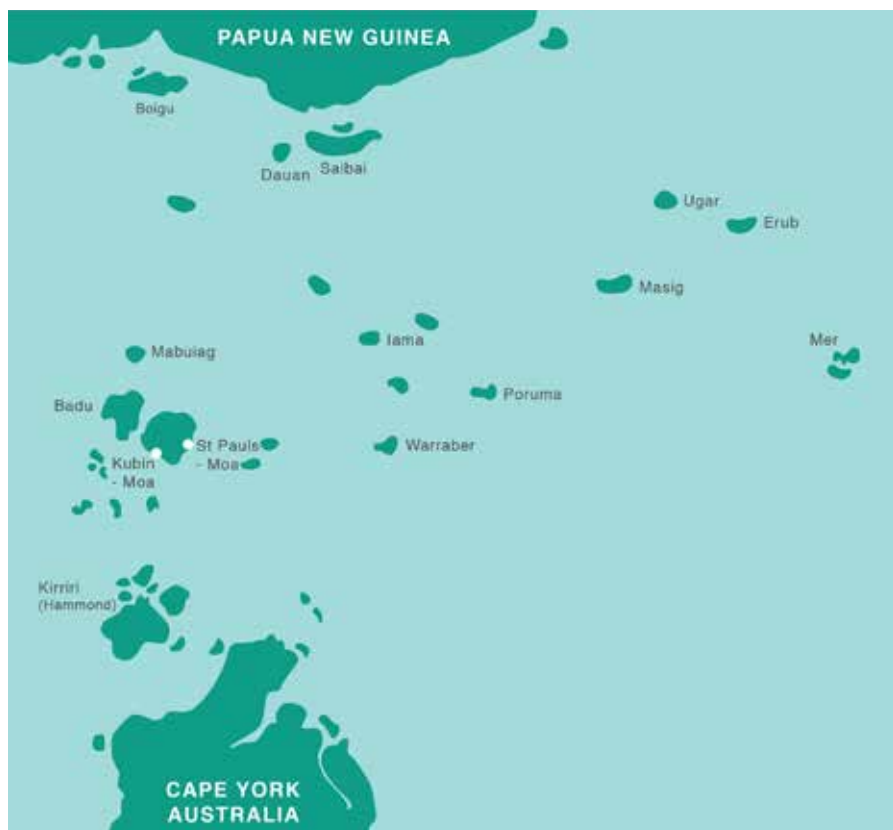 PAPUA NEW GUINEA
Boigu
Dauan
Saibai
Ugar
Erub
Masig
Iama
Mer
Mabuiag
Badu
Poruma
St Pauls
- Moa
Warraber
Kubin
- Moa
Kirriri
(Hammond)
CAPE YORK
AUSTRALIA